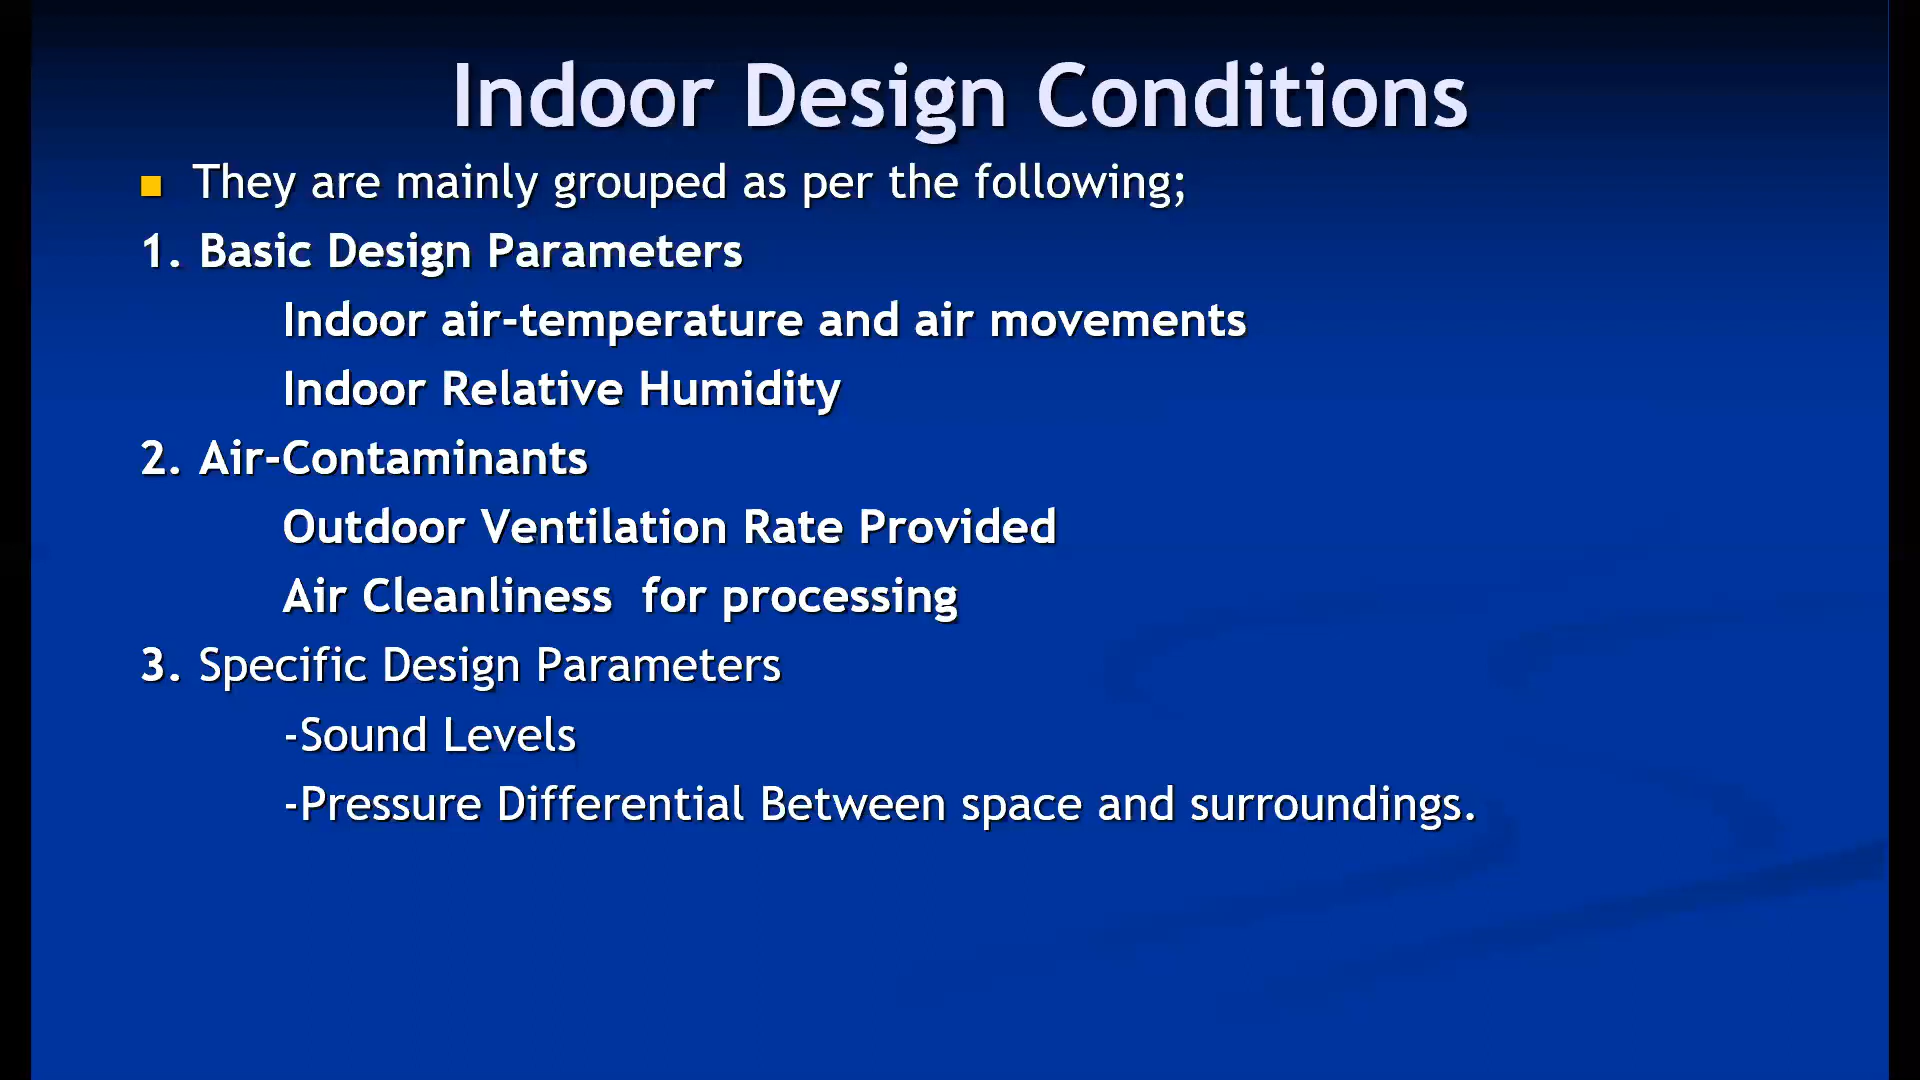 Indoor Design Conditions
They are mainly grouped as per the following;
1. Basic Design Parameters
Indoor air-temperature and air movements
Indoor Relative Humidity
2. Air-Contaminants
Outdoor Ventilation Rate Provided
Air Cleanliness  for processing
3. Specific Design Parameters
-Sound Levels
-Pressure Differential Between space and surroundings.